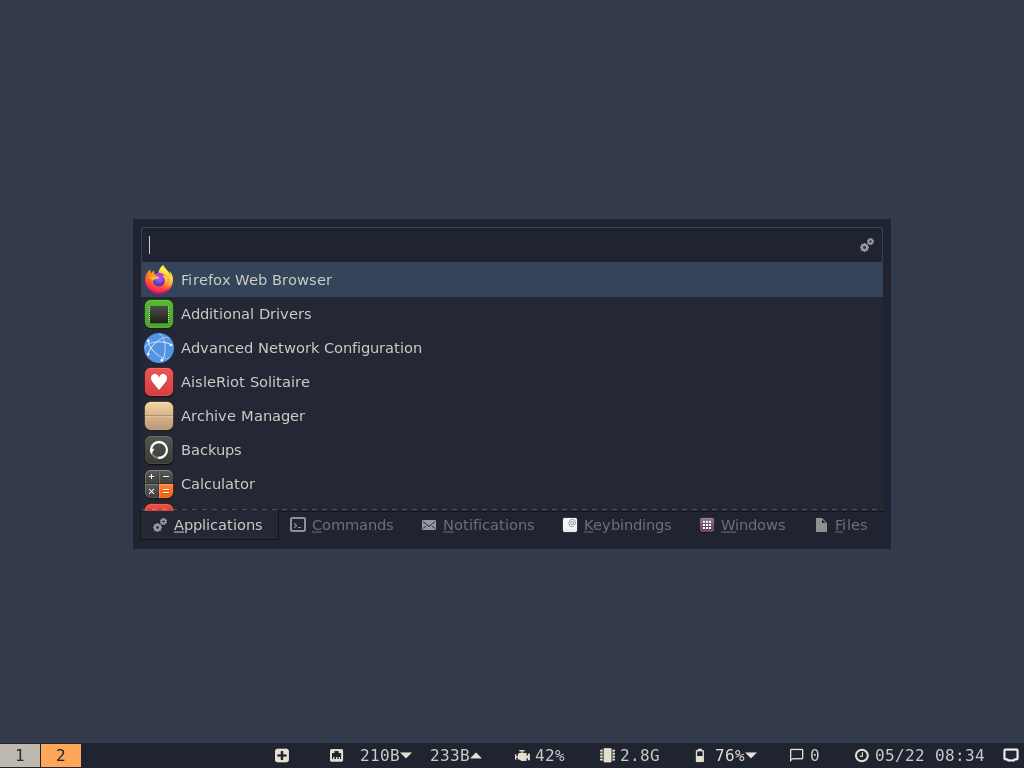 Firefox Web Browser
Additional Drivers
Advanced Network Configuration
AisleRiot Solitaire
Archive Manager
Backups
Calculator
Applications Commands Notifications Keybindings Windows Files
1 2 210B 233B 42% 2.8G 76% 0 05/22 08:34